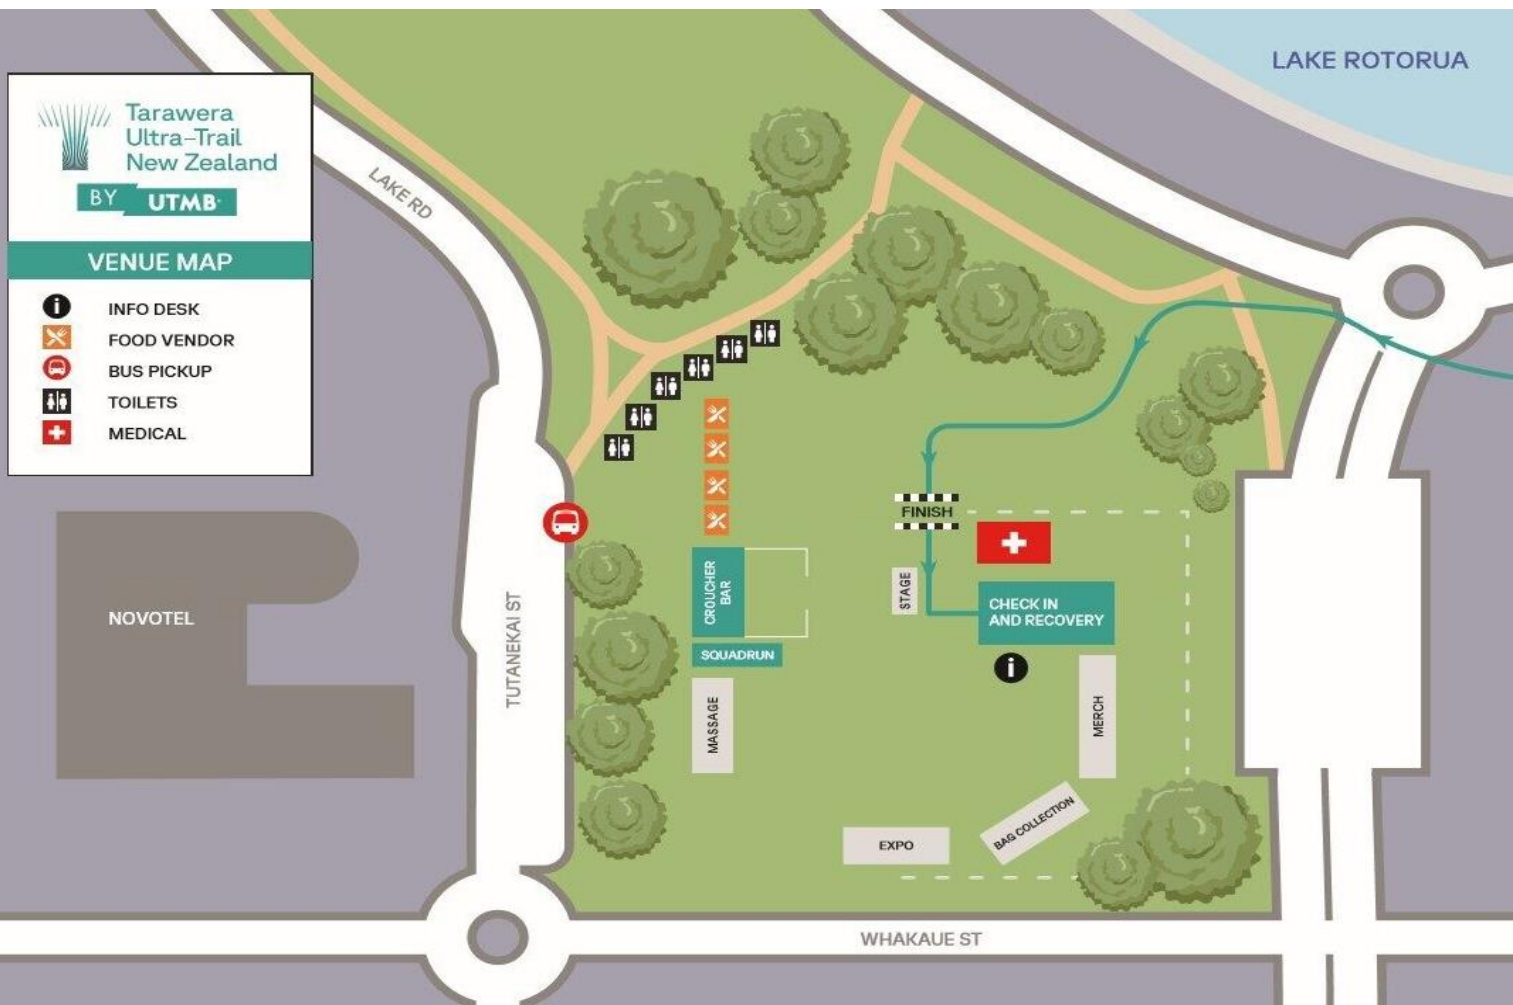 LAKE ROTORUA
Tarawera
Ultra–Trail
New Zealand
BY UTMB
VENUE MAP
INFO DESK
FOOD VENDOR
BUS PICKUP
TOILETS
MEDICAL
LAKE RD
NOVOTEL
TUTANEKAI ST
CROUCHER
BAR
SQUADRUN
MASSAGE
FINISH
STAGE
CHECK IN
AND RECOVERY
MERCH
BAG COLLECTION
EXPO
WHAKAUE ST